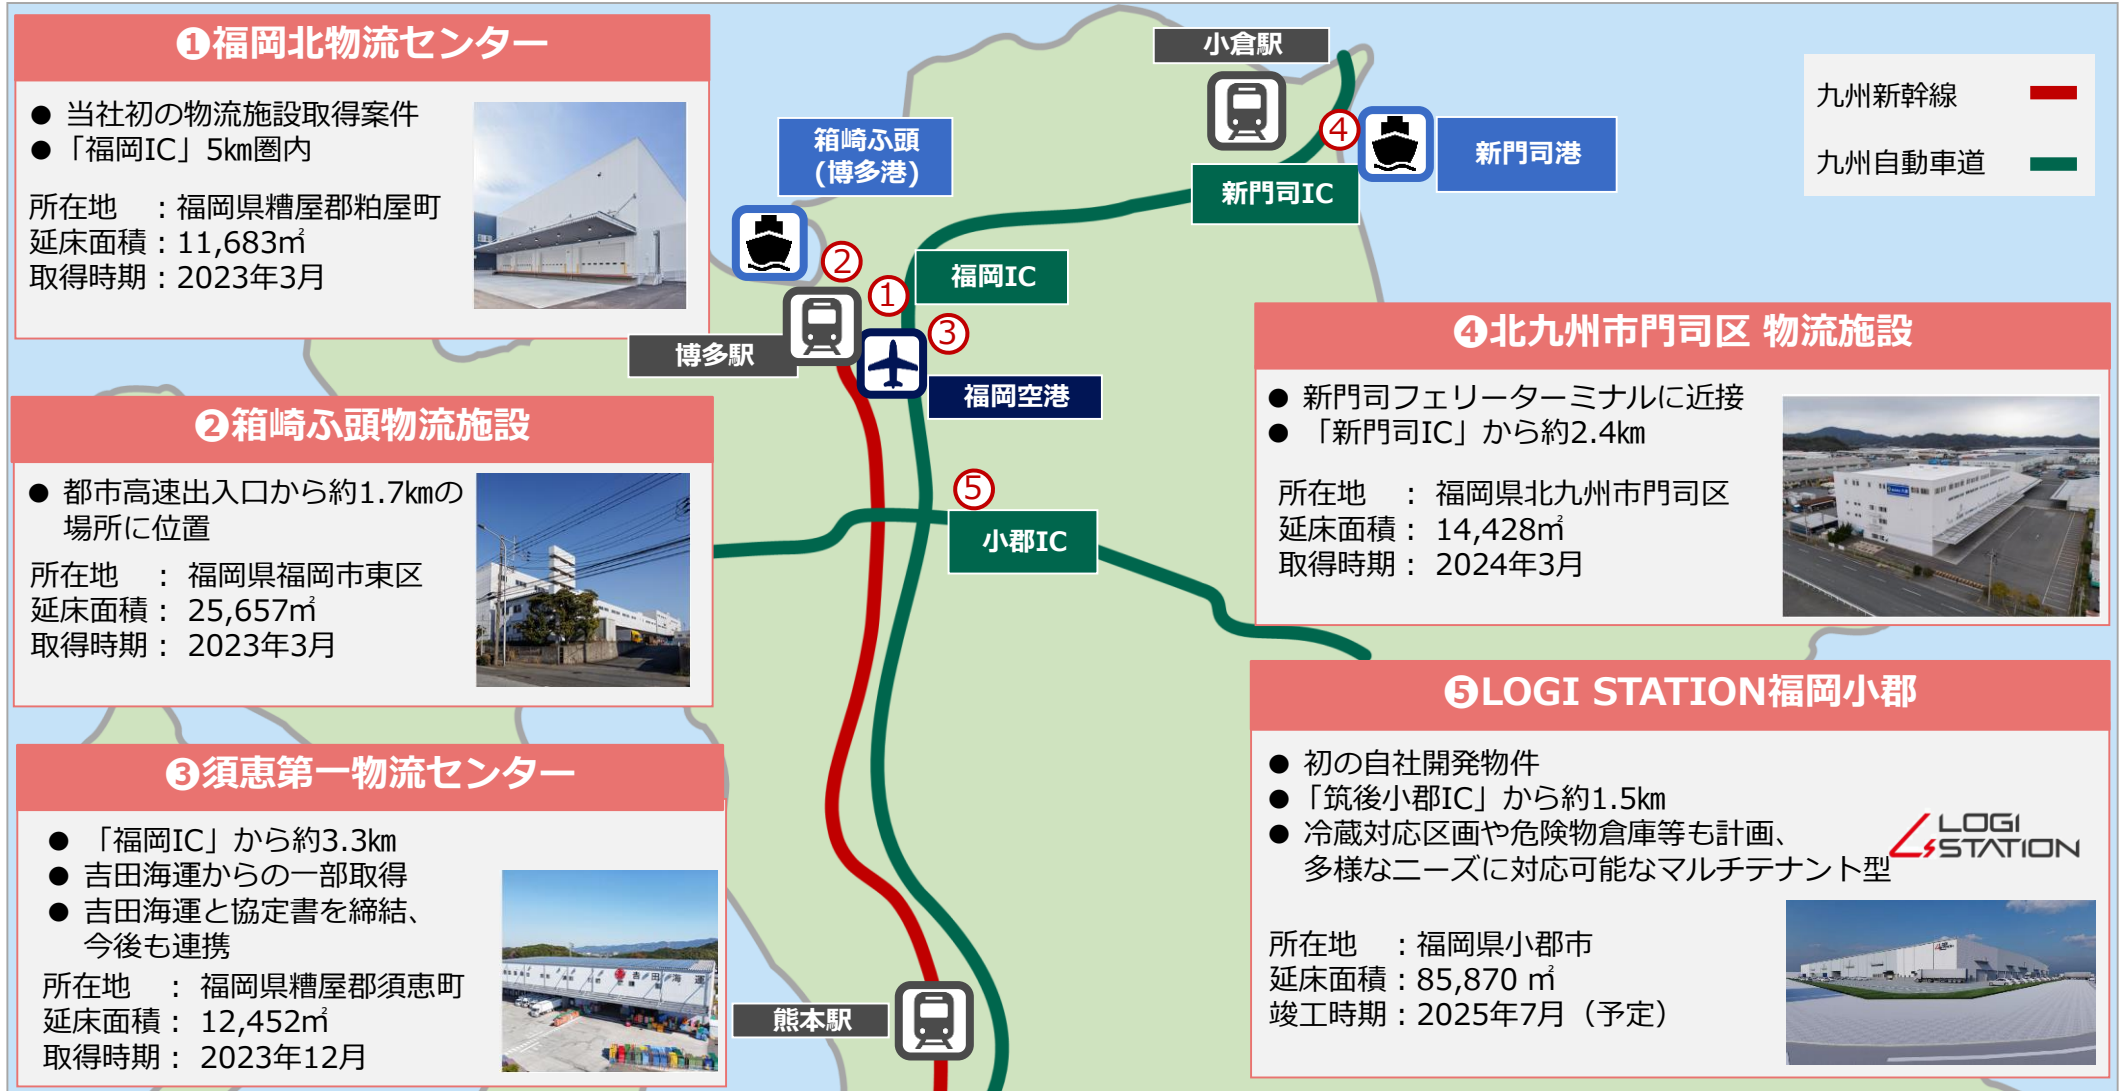 ❶福岡北物流センター
● 当社初の物流施設取得案件
● 「福岡IC」5㎞圏内
所在地 ：福岡県糟屋郡粕屋町
延床面積：11,683㎡
取得時期：2023年3月
❷箱崎ふ頭物流施設
● 都市高速出入口から約1.7㎞の
場所に位置
所在地 ： 福岡県福岡市東区
延床面積： 25,657㎡
取得時期： 2023年3月
❸須恵第一物流センター
● 「福岡IC」から約3.3㎞
● 吉田海運からの一部取得
● 吉田海運と協定書を締結、
今後も連携
所在地 ： 福岡県糟屋郡須恵町
延床面積： 12,452㎡
取得時期： 2023年12月
吉田海運
小倉駅
箱崎ふ頭
(博多港)
④
新門司港
新門司IC
②
①
福岡IC
③
博多駅
福岡空港
⑤
小郡IC
熊本駅
九州新幹線
九州自動車道
❹北九州市門司区 物流施設
● 新門司フェリーターミナルに近接
● 「新門司IC」から約2.4㎞
所在地 ： 福岡県北九州市門司区
延床面積： 14,428㎡
取得時期： 2024年3月
❺LOGI STATION福岡小郡
● 初の自社開発物件
● 「筑後小郡IC」から約1.5㎞
● 冷蔵対応区画や危険物倉庫等も計画、
多様なニーズに対応可能なマルチテナント型
LOGI
STATION
所在地 ：福岡県小郡市
延床面積：85,870 ㎡
竣工時期：2025年7月（予定）